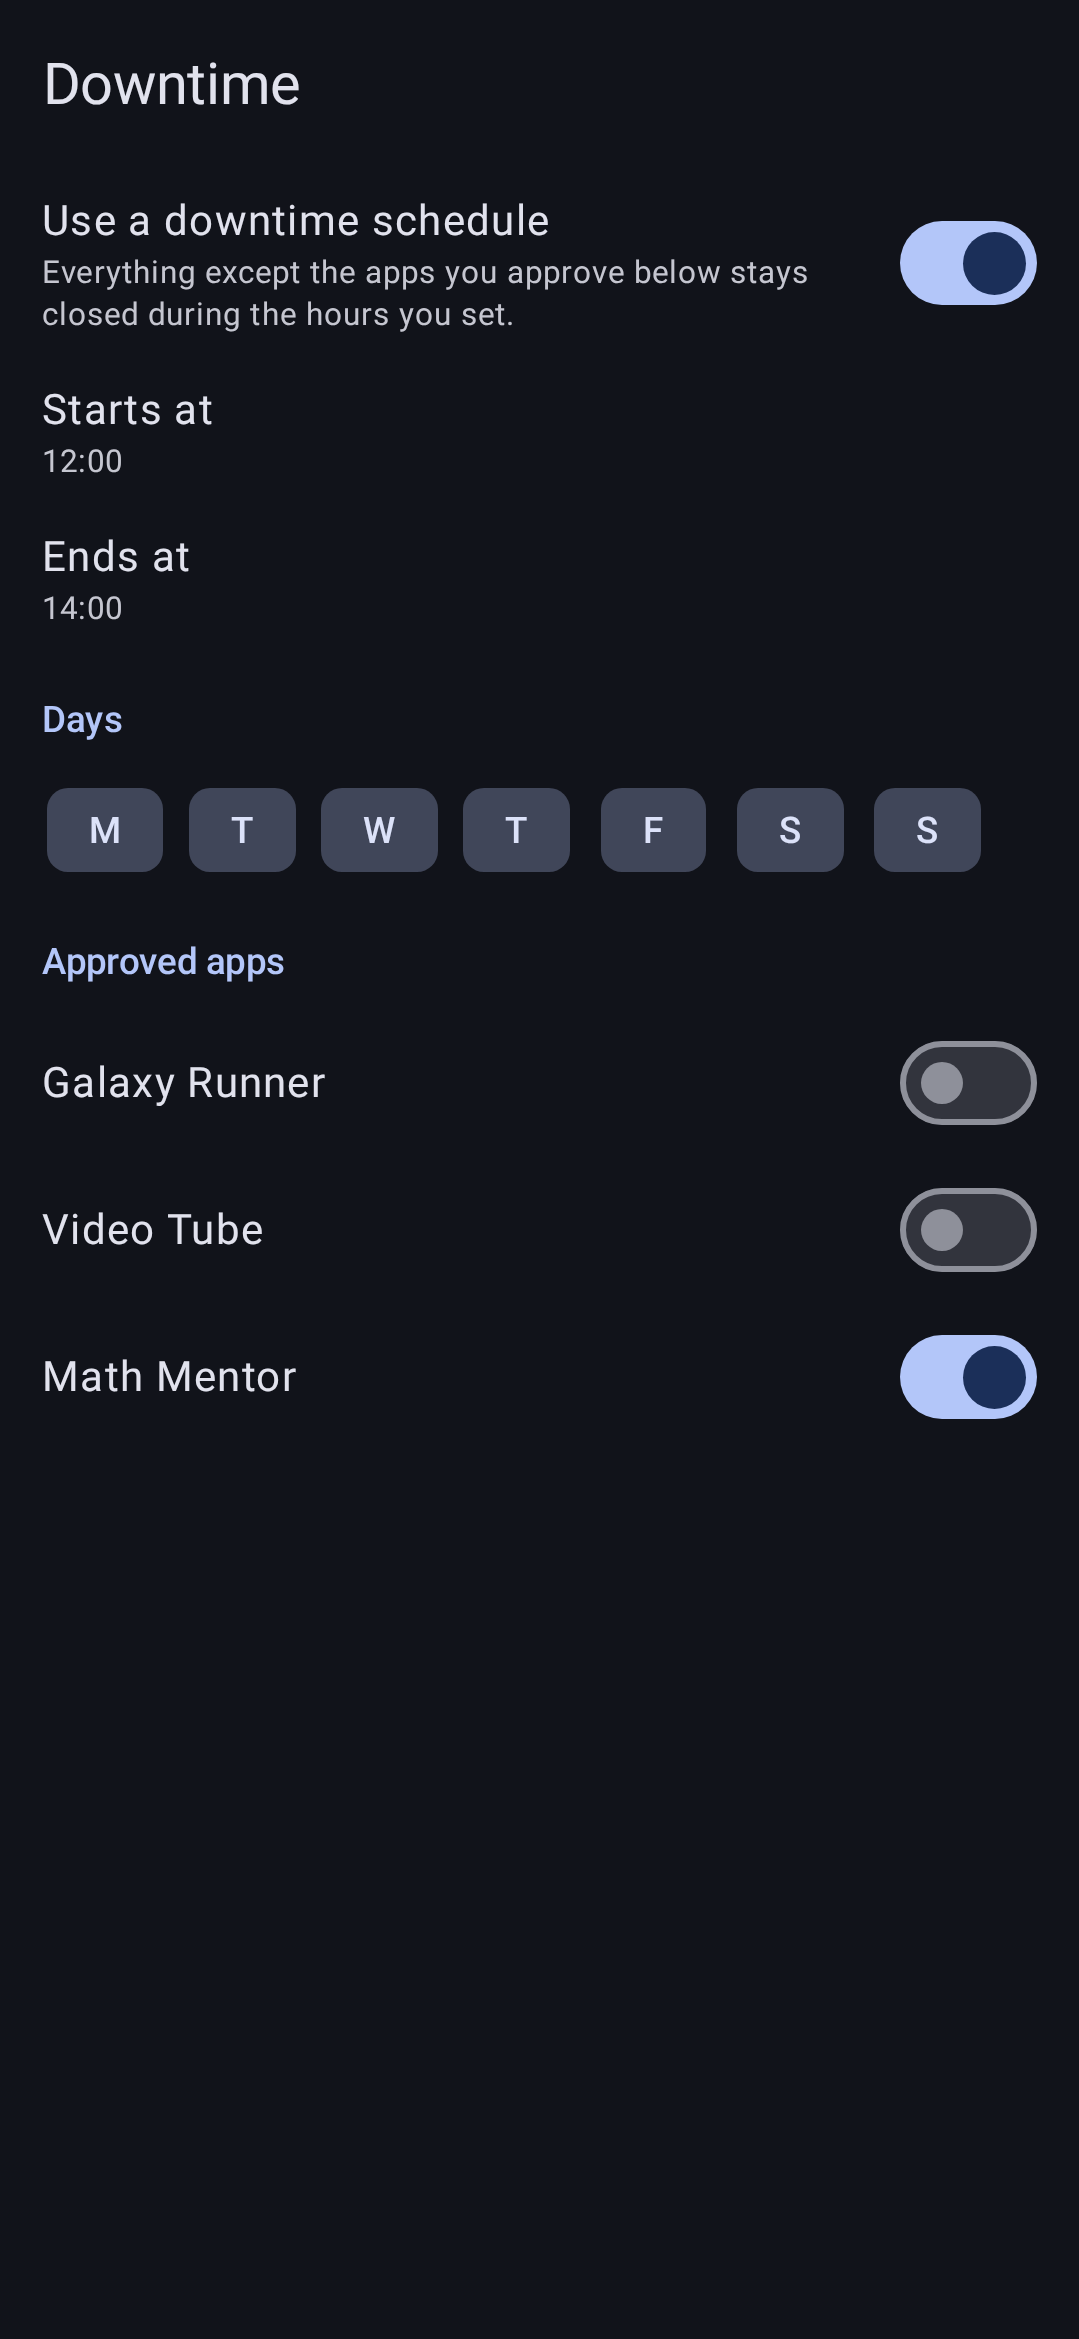 Downtime
Use a downtime schedule
Everything except the apps you approve below stays
closed during the hours you set.
Starts at
12:00
Ends at
14:00
Days
M T W T F S S
Approved apps
Galaxy Runner
Video Tube
Math Mentor